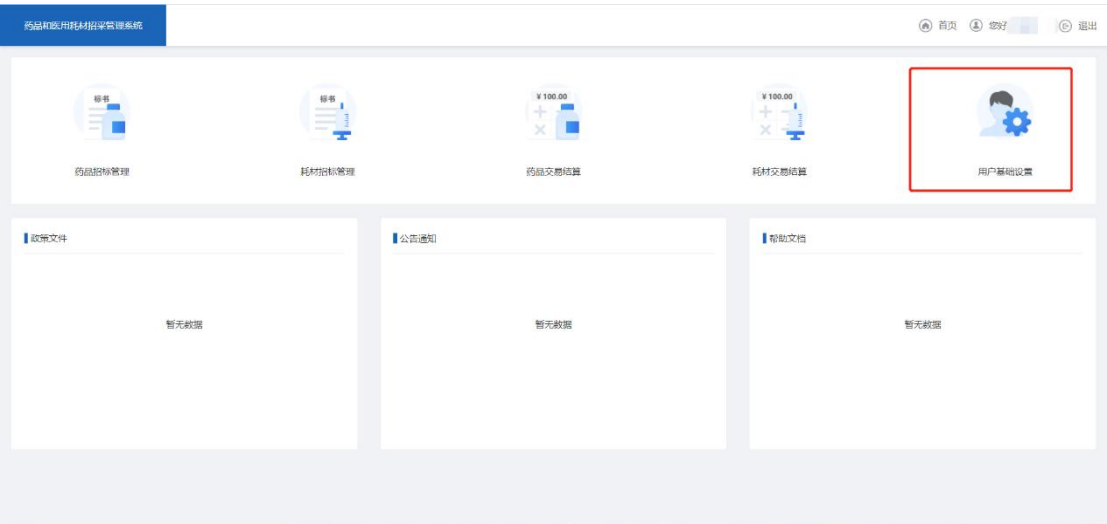 药品和医用耗材招采管理系统
首页 您好 退出
标书 标书 ¥ 100.00 ¥ 100.00
药品招标管理 耗材招标管理 药品交易结算 耗材交易结算 用户基础设置
政策文件 公告通知 帮助文档
暂无数据 暂无数据 暂无数据